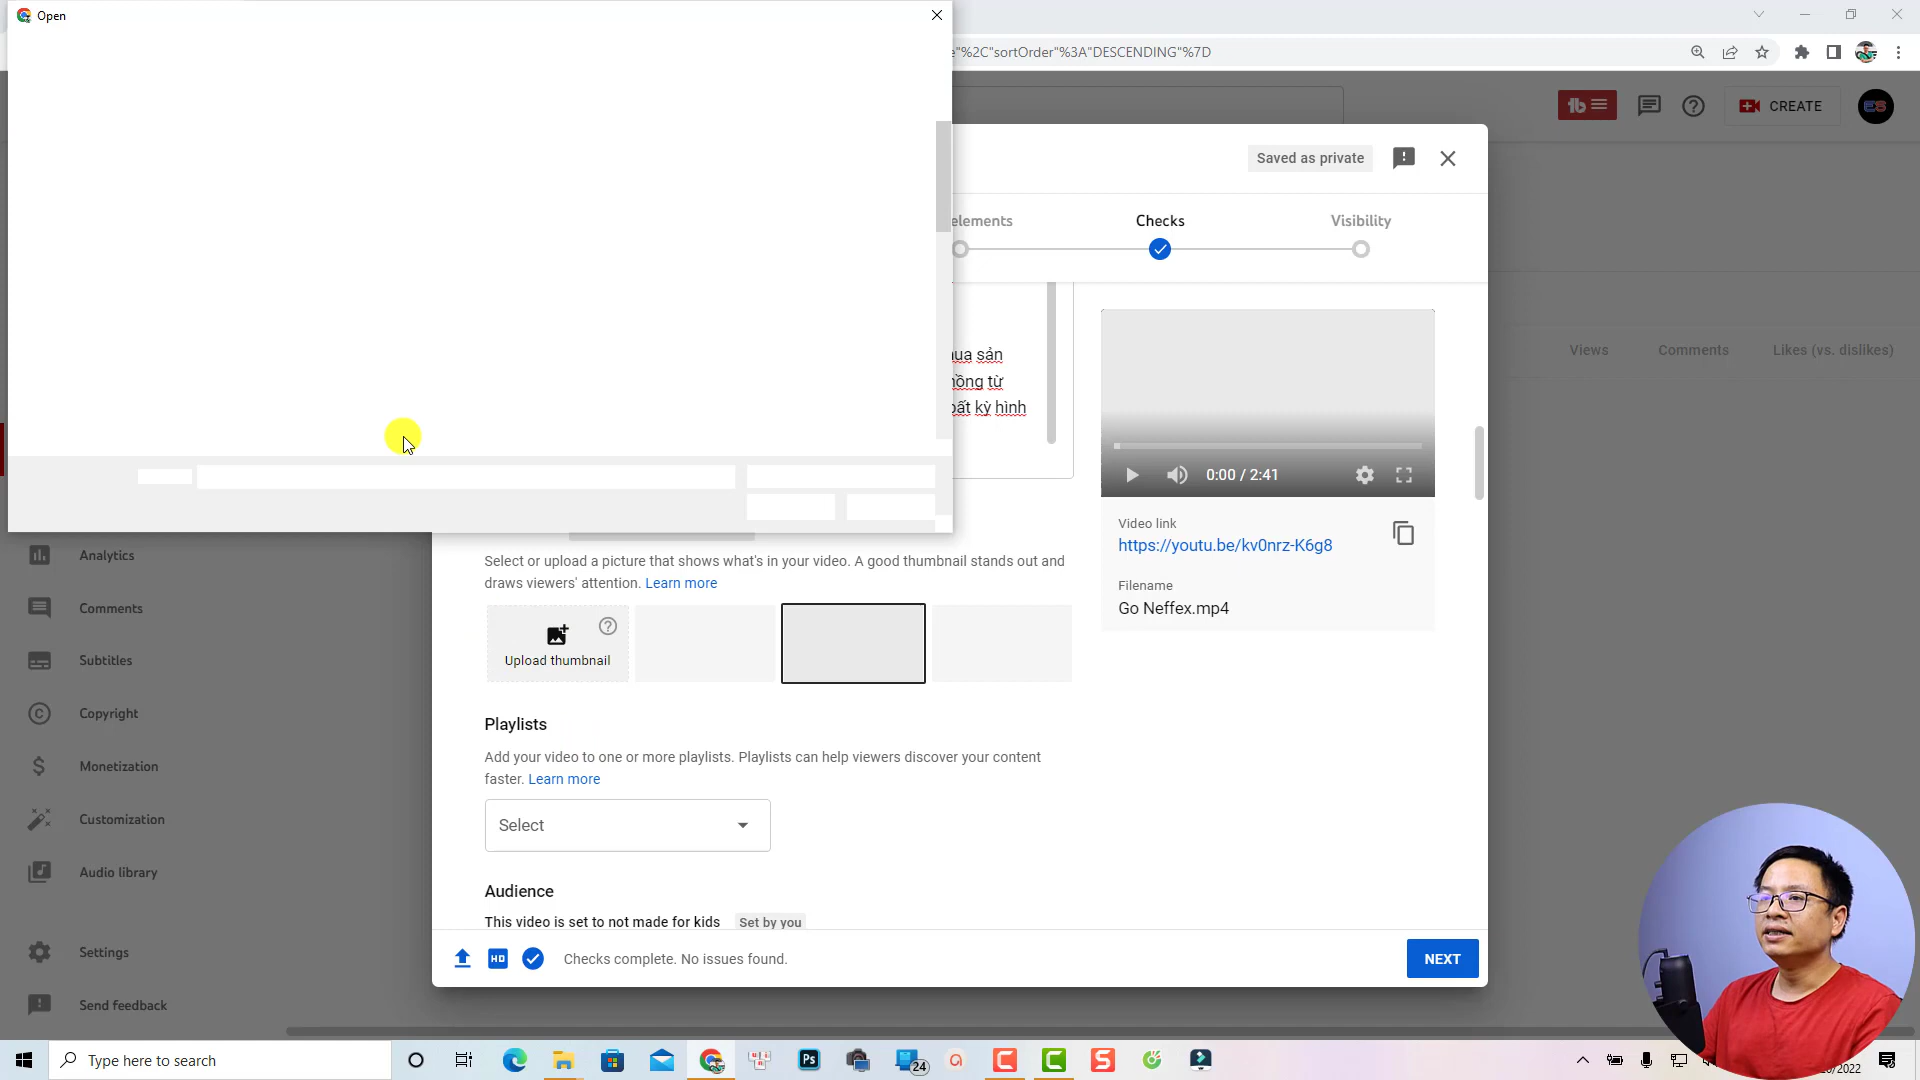 Open
e"%2C"sortOrder"%3A"DESCENDING"%7D
CREATE
Saved as private
elements
Checks
Visibility
Views
Comments
Likes (vs. dislikes)
sản
từ
kỳ hình
0:00 / 2:41
Video link
https://youtu.be/kv0nrz-K6g8
Filename
Go Neffex.mp4
Analytics
Comments
Subtitles
Copyright
Monetization
Customization
Audio library
Settings
Send feedback
Select or upload a picture that shows what's in your video. A good thumbnail stands out and
draws viewers' attention. Learn more
Upload thumbnail
Playlists
Add your video to one or more playlists. Playlists can help viewers discover your content
faster. Learn more
Select
Audience
This video is set to not made for kids
Set by you
HD
Checks complete. No issues found.
NEXT
Type here to search
Ps
24
/2022